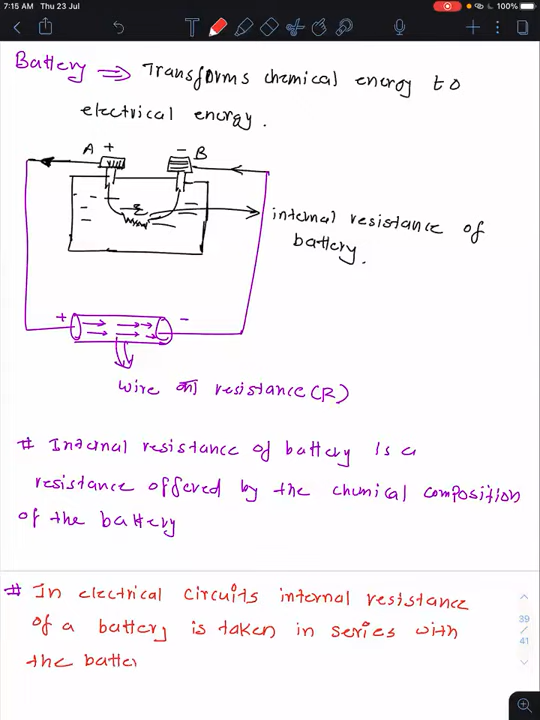 7:15 AM Thu 23 Jul
100%
Battery ⇒ Transforms chemical energy to
electrical energy.
A + - B
internal resistance of
battery.
+ -
wire resistance (R)
# Internal resistance of battery is a
resistance offered by the chemical composition
of the battery
# In electrical circuits internal resistance
of a battery is taken in series with
the batter
39
/
41